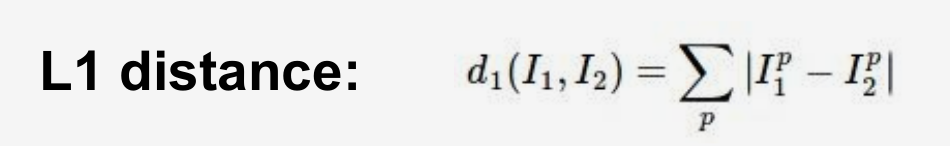 L1 distance: d₁(I₁, I₂) = ∑ₚ |I₁ᵖ − I₂ᵖ|